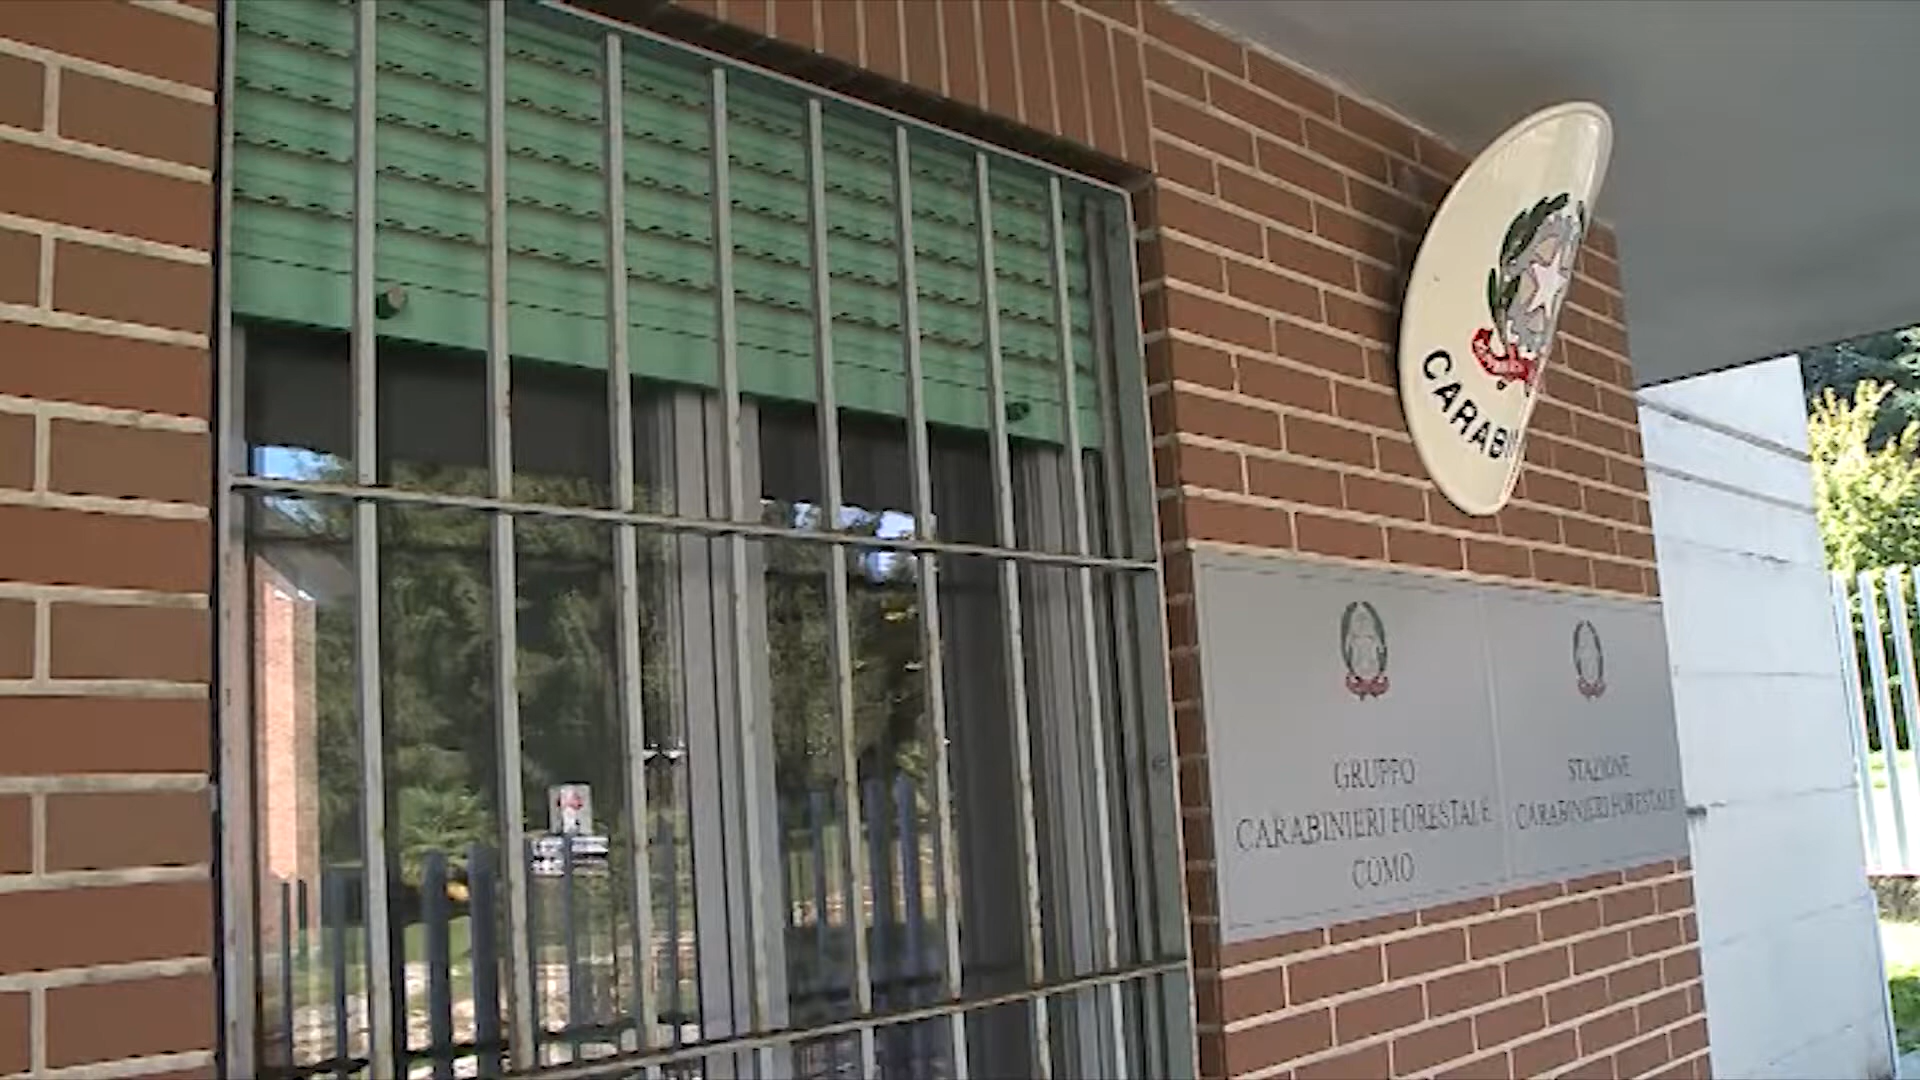 CARABI
GRUPPO
CARABINIERI FORESTALE
COMO
STAZIONE
CARABINIERI FORESTALE